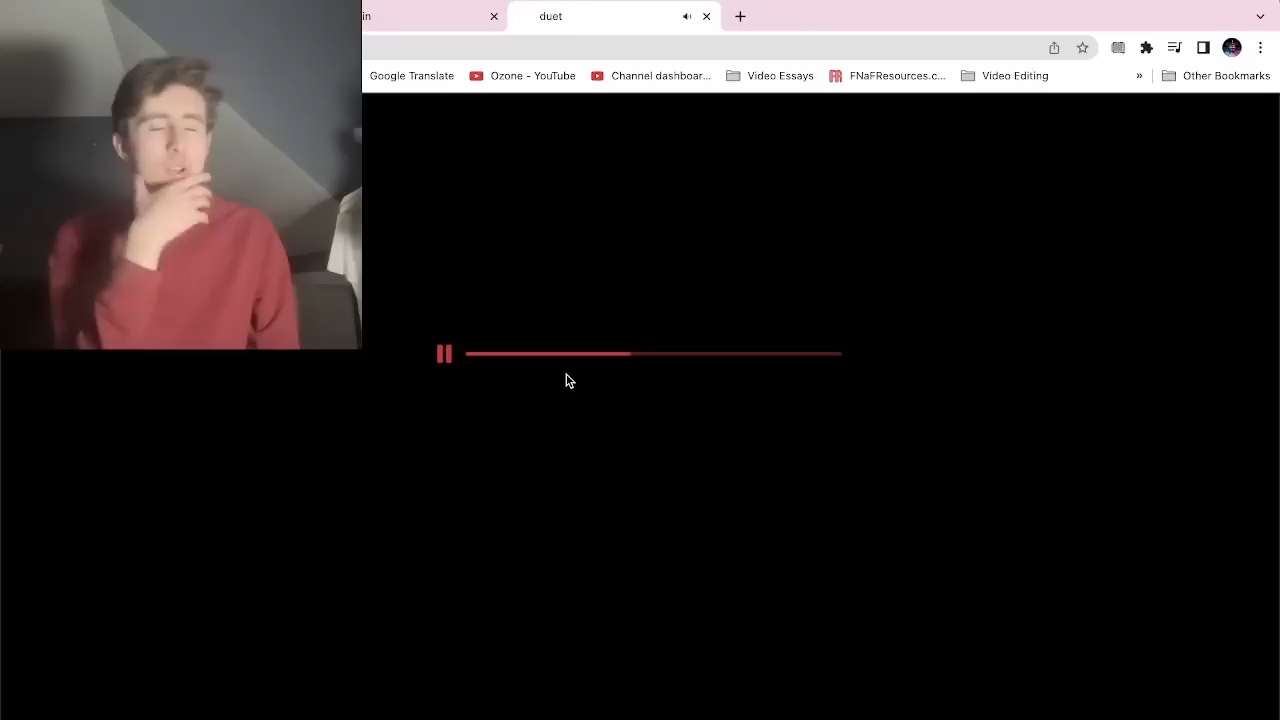 in
duet
Google Translate
Ozone - YouTube
Channel dashboar...
Video Essays
FNaFResources.c...
Video Editing
»
Other Bookmarks